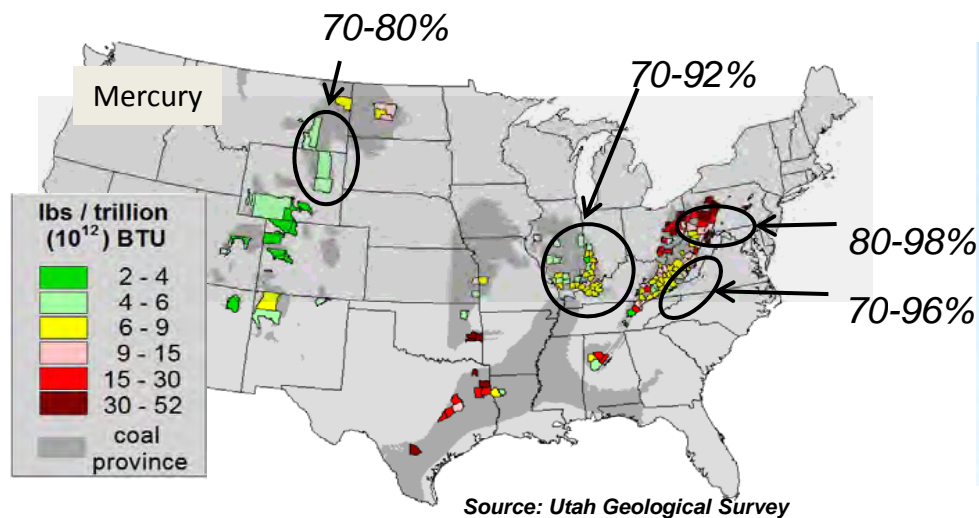 70-80%
70-92%
Mercury
lbs / trillion
(10¹²) BTU
2 - 4
4 - 6
6 - 9
9 - 15
15 - 30
30 - 52
coal
province
80-98%
70-96%
Source: Utah Geological Survey